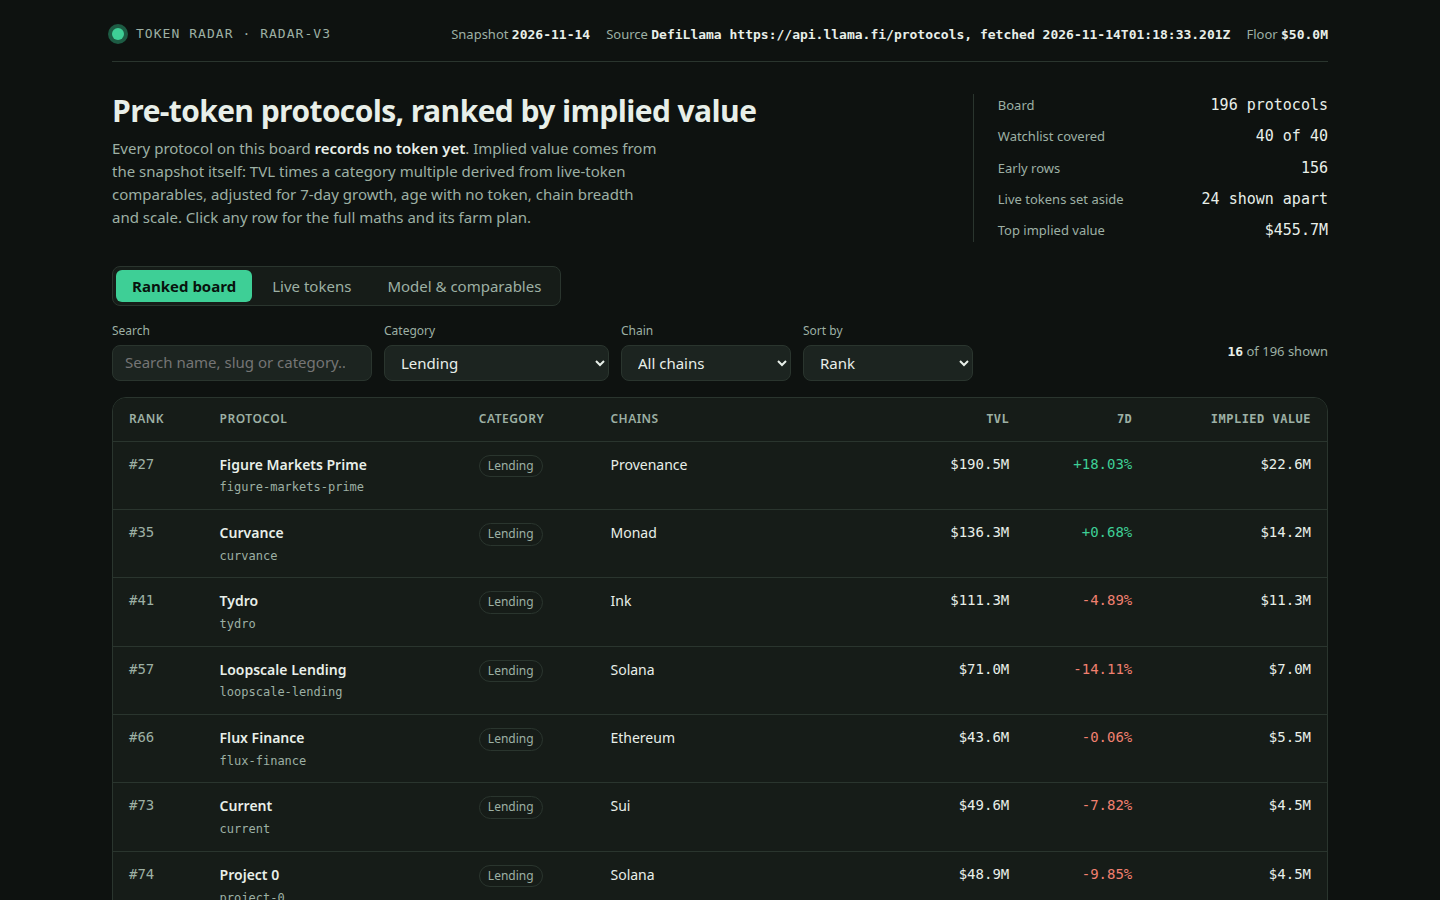 TOKEN RADAR · RADAR-V3
Snapshot 2026-11-14 Source DefiLlama https://api.llama.fi/protocols, fetched 2026-11-14T01:18:33.201Z Floor $50.0M
Pre-token protocols, ranked by implied value
Every protocol on this board records no token yet. Implied value comes from
the snapshot itself: TVL times a category multiple derived from live-token
comparables, adjusted for 7-day growth, age with no token, chain breadth
and scale. Click any row for the full maths and its farm plan.
Board 196 protocols
Watchlist covered 40 of 40
Early rows 156
Live tokens set aside 24 shown apart
Top implied value $455.7M
Ranked board Live tokens Model & comparables
Search Category Chain Sort by
Search name, slug or category.. Lending All chains Rank
16 of 196 shown
RANK PROTOCOL CATEGORY CHAINS TVL 7D IMPLIED VALUE
#27 Figure Markets Prime Lending Provenance $190.5M +18.03% $22.6M
figure-markets-prime
#35 Curvance Lending Monad $136.3M +0.68% $14.2M
curvance
#41 Tydro Lending Ink $111.3M -4.89% $11.3M
tydro
#57 Loopscale Lending Lending Solana $71.0M -14.11% $7.0M
loopscale-lending
#66 Flux Finance Lending Ethereum $43.6M -0.06% $5.5M
flux-finance
#73 Current Lending Sui $49.6M -7.82% $4.5M
current
#74 Project 0 Lending Solana $48.9M -9.85% $4.5M
project-0